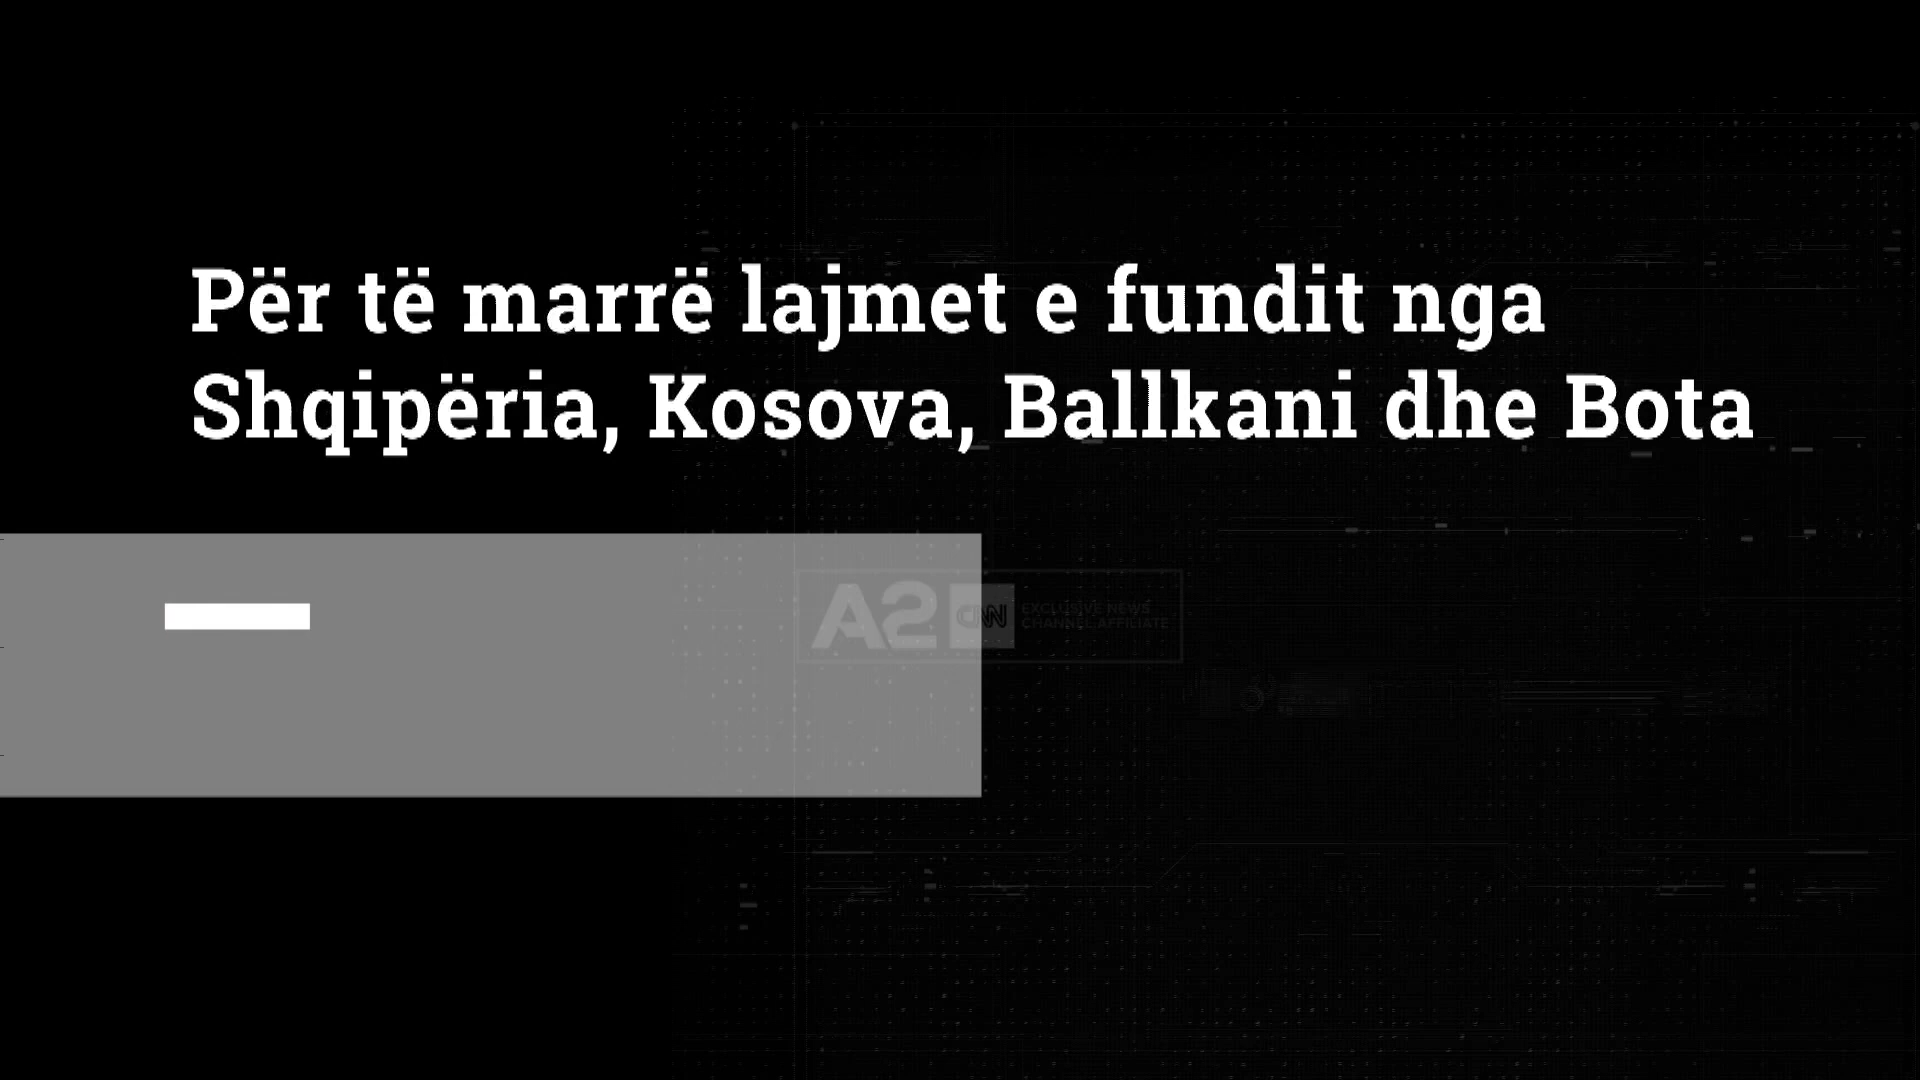 Për të marrë lajmet e fundit nga
Shqipëria, Kosova, Ballkani dhe Bota
A2 CNN EXCLUSIVE NEWS
CHANNEL AFFILIATE